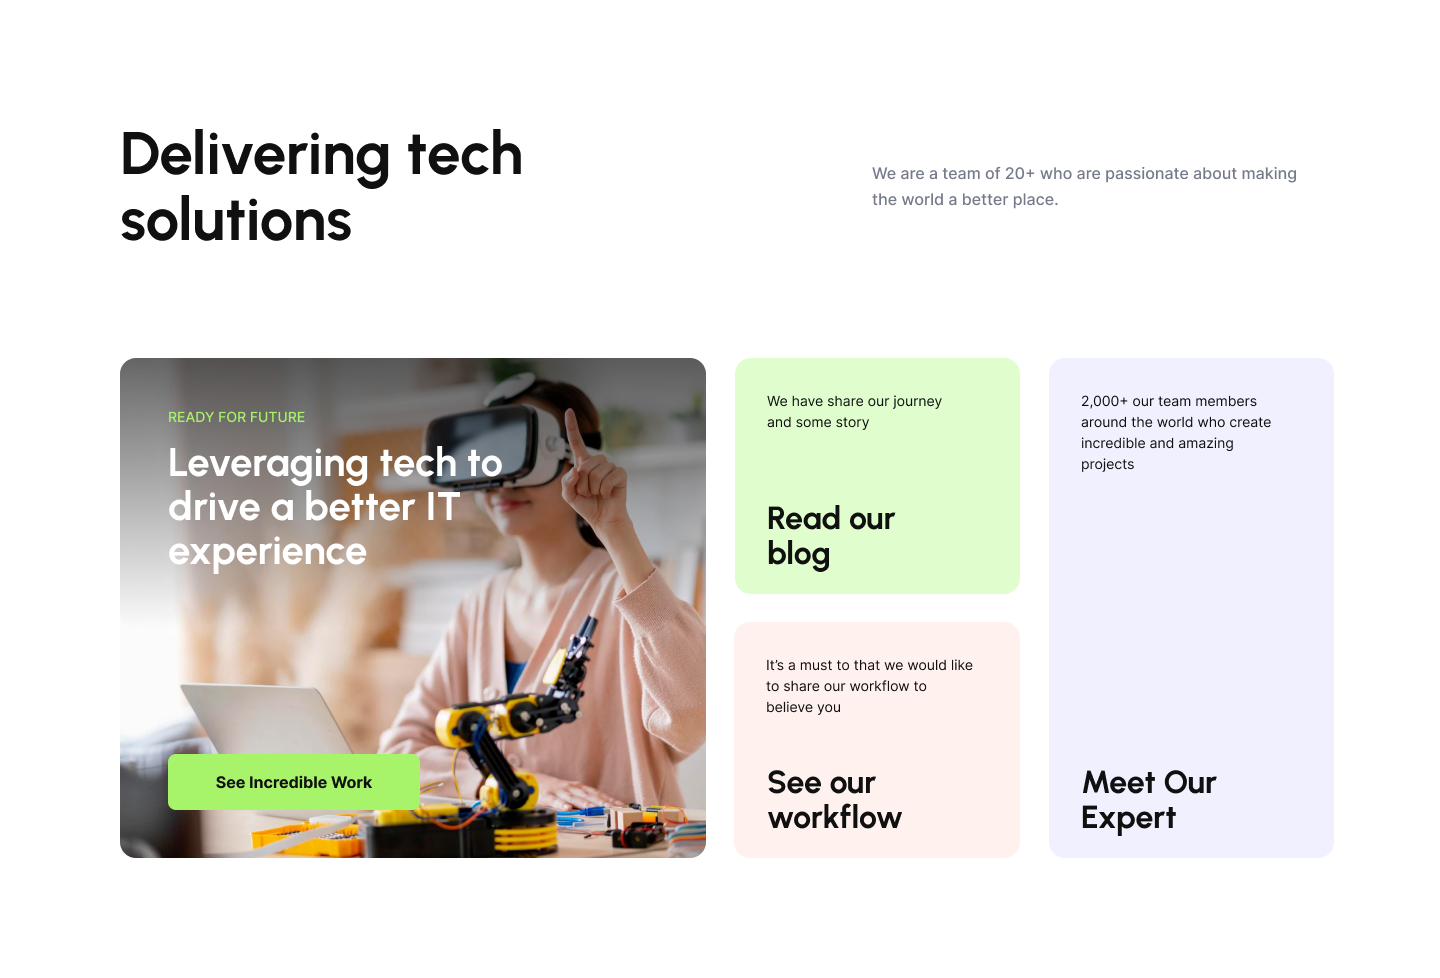 Delivering tech
solutions
We are a team of 20+ who are passionate about making
the world a better place.
READY FOR FUTURE
Leveraging tech to
drive a better IT
experience
See Incredible Work
We have share our journey
and some story
Read our
blog
It's a must to that we would like
to share our workflow to
believe you
See our
workflow
2,000+ our team members
around the world who create
incredible and amazing
projects
Meet Our
Expert